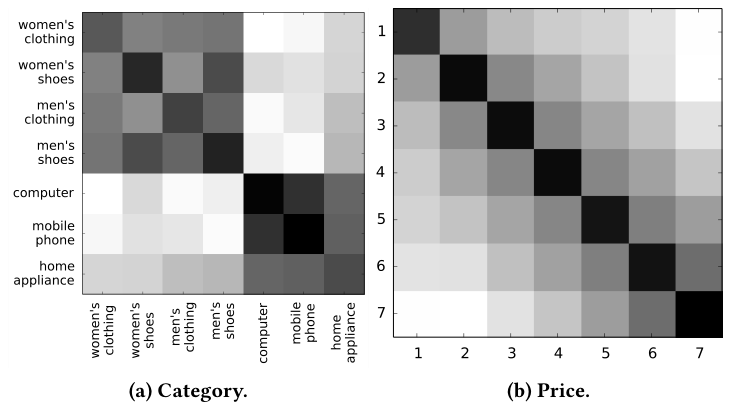 women's
clothing
women's
shoes
men's
clothing
men's
shoes
computer
mobile
phone
home
appliance
women's
clothing
women's
shoes
men's
clothing
men's
shoes
computer
mobile
phone
home
appliance
(a) Category.
1
2
3
4
5
6
7
1 2 3 4 5 6 7
(b) Price.